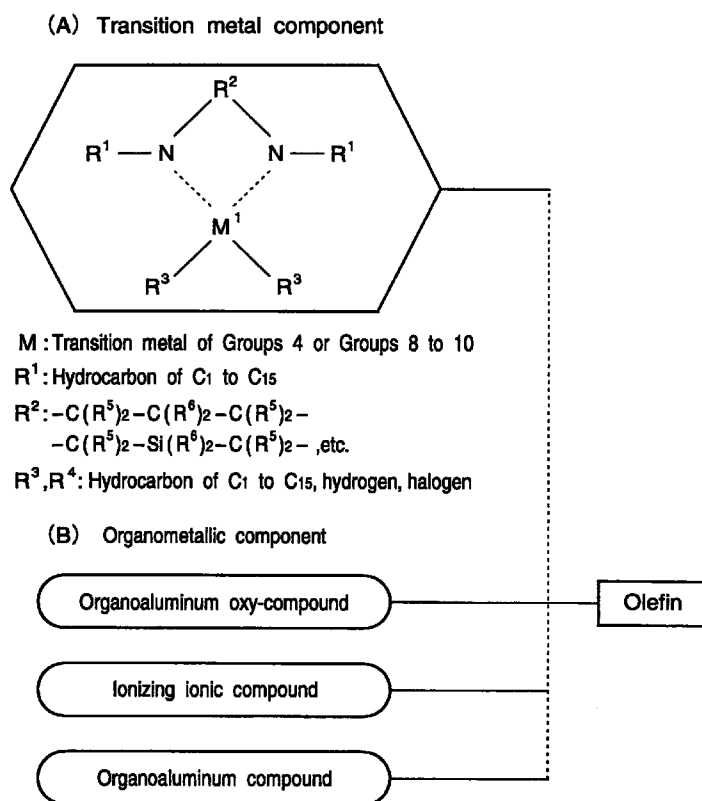 (A) Transition metal component
R²
R¹ — N N — R¹
M¹
R³ R³
M : Transition metal of Groups 4 or Groups 8 to 10
R¹ : Hydrocarbon of C₁ to C₁₅
R² : –C(R⁵)₂–C(R⁶)₂–C(R⁵)₂–
–C(R⁵)₂–Si(R⁶)₂–C(R⁵)₂– ,etc.
R³,R⁴ : Hydrocarbon of C₁ to C₁₅, hydrogen, halogen
(B) Organometallic component
Organoaluminum oxy-compound
Olefin
Ionizing ionic compound
Organoaluminum compound